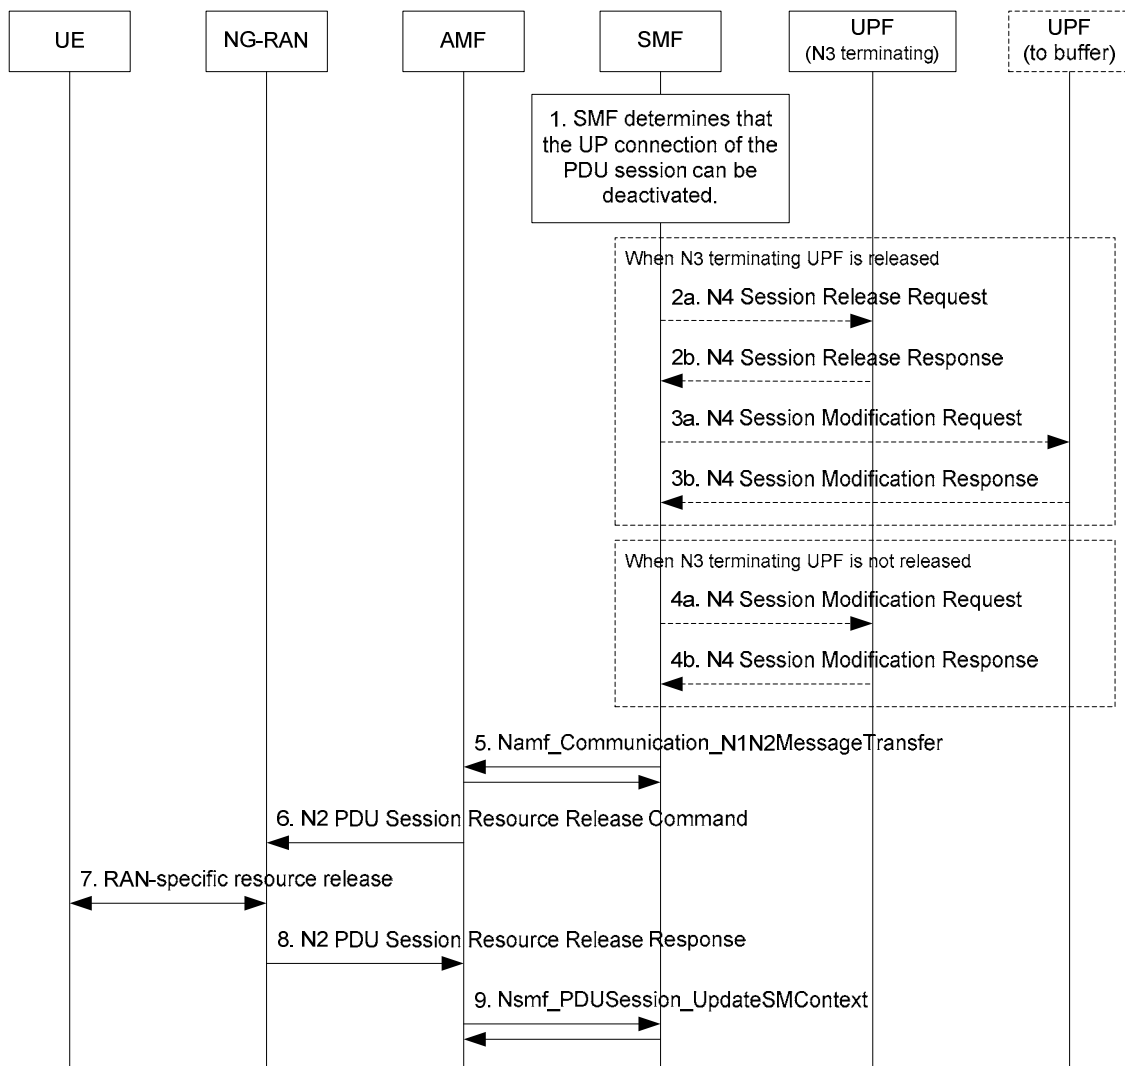 UE
NG-RAN
AMF
SMF
UPF
(N3 terminating)
UPF
(to buffer)
1. SMF determines that
the UP connection of the
PDU session can be
deactivated.
When N3 terminating UPF is released
2a. N4 Session Release Request
2b. N4 Session Release Response
3a. N4 Session Modification Request
3b. N4 Session Modification Response
When N3 terminating UPF is not released
4a. N4 Session Modification Request
4b. N4 Session Modification Response
5. Namf_Communication_N1N2MessageTransfer
6. N2 PDU Session Resource Release Command
7. RAN-specific resource release
8. N2 PDU Session Resource Release Response
9. Nsmf_PDUSession_UpdateSMContext